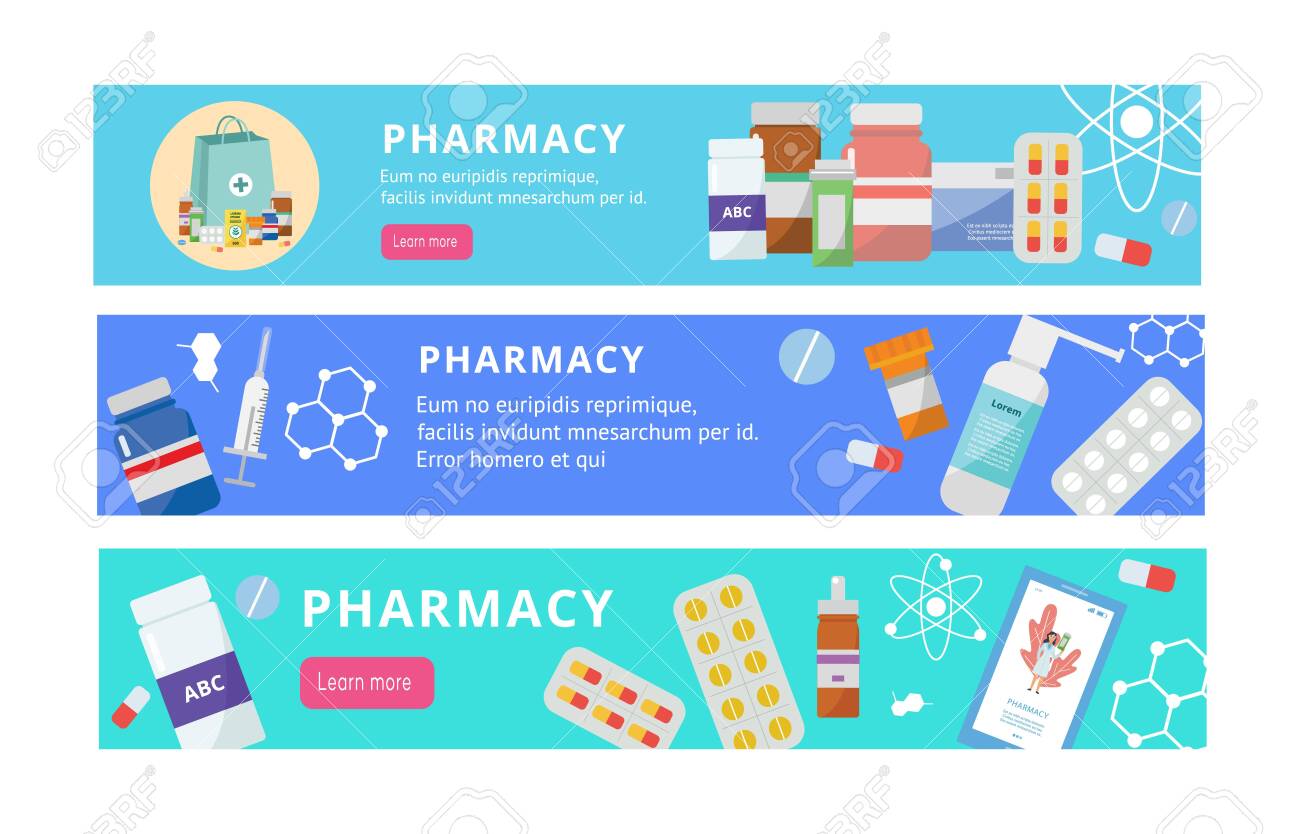 PHARMACY
Eum no euripidis reprimique,
facilis invidunt mnesarchum per id.
Learn more
ABC
PHARMACY
Eum no euripidis reprimique,
facilis invidunt mnesarchum per id.
Error homero et qui
Lorem
PHARMACY
Learn more
ABC
PHARMACY
123RF